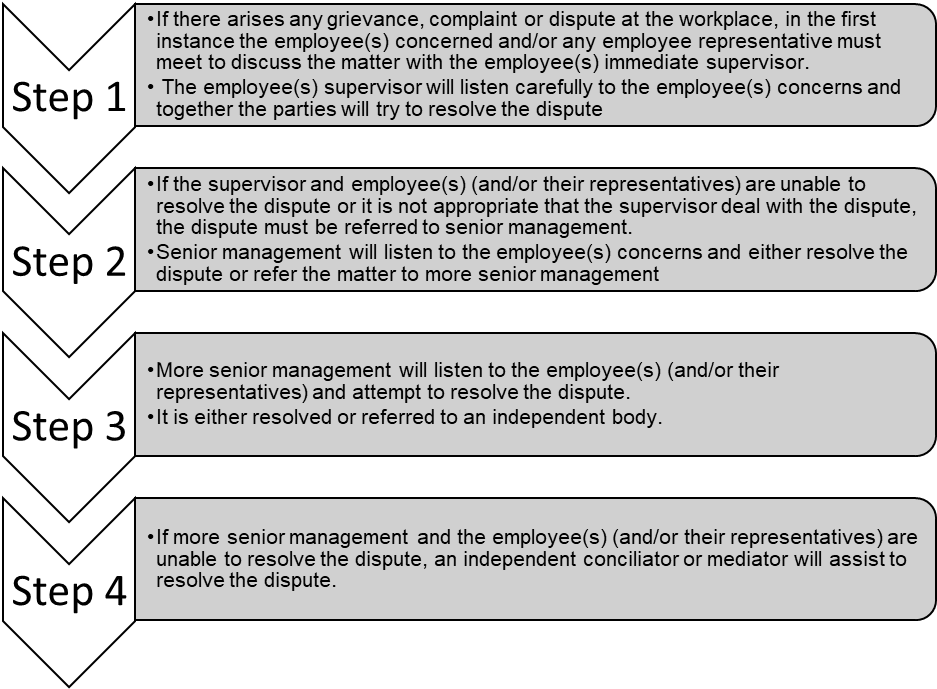 Step 1
•If there arises any grievance, complaint or dispute at the workplace, in the first
instance the employee(s) concerned and/or any employee representative must
meet to discuss the matter with the employee(s) immediate supervisor.
• The employee(s) supervisor will listen carefully to the employee(s) concerns and
together the parties will try to resolve the dispute
Step 2
•If the supervisor and employee(s) (and/or their representatives) are unable to
resolve the dispute or it is not appropriate that the supervisor deal with the dispute,
the dispute must be referred to senior management.
•Senior management will listen to the employee(s) concerns and either resolve the
dispute or refer the matter to more senior management
Step 3
•More senior management will listen to the employee(s) (and/or their
representatives) and attempt to resolve the dispute.
•It is either resolved or referred to an independent body.
Step 4
•If more senior management and the employee(s) (and/or their representatives) are
unable to resolve the dispute, an independent conciliator or mediator will assist to
resolve the dispute.